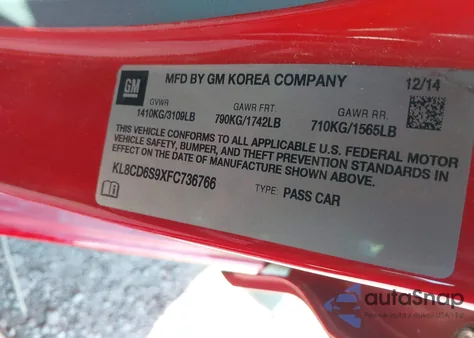 GM
MFD BY GM KOREA COMPANY 12/14
GVWR GAWR FRT. GAWR RR.
1410KG/3109LB 790KG/1742LB 710KG/1565LB
THIS VEHICLE CONFORMS TO ALL APPLICABLE U.S. FEDERAL MOTOR
VEHICLE SAFETY, BUMPER, AND THEFT PREVENTION STANDARDS IN
EFFECT ON THE DATE OF MANUFACTURE SHOWN ABOVE.
KL8CD6S9XFC736766 TYPE: PASS CAR
autaSnap